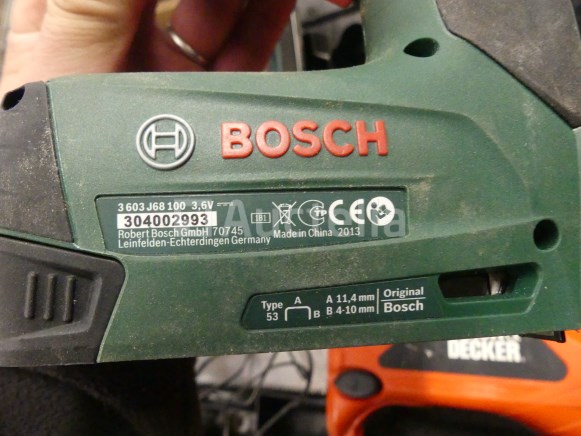 BOSCH
3 603 J68 100 3,6V
304002993
Robert Bosch GmbH 70745
Leinfelden-Echterdingen Germany
Made in China 2013
Type
53
A
B
A 11,4 mm
B 4-10 mm
Original
Bosch
DECKER